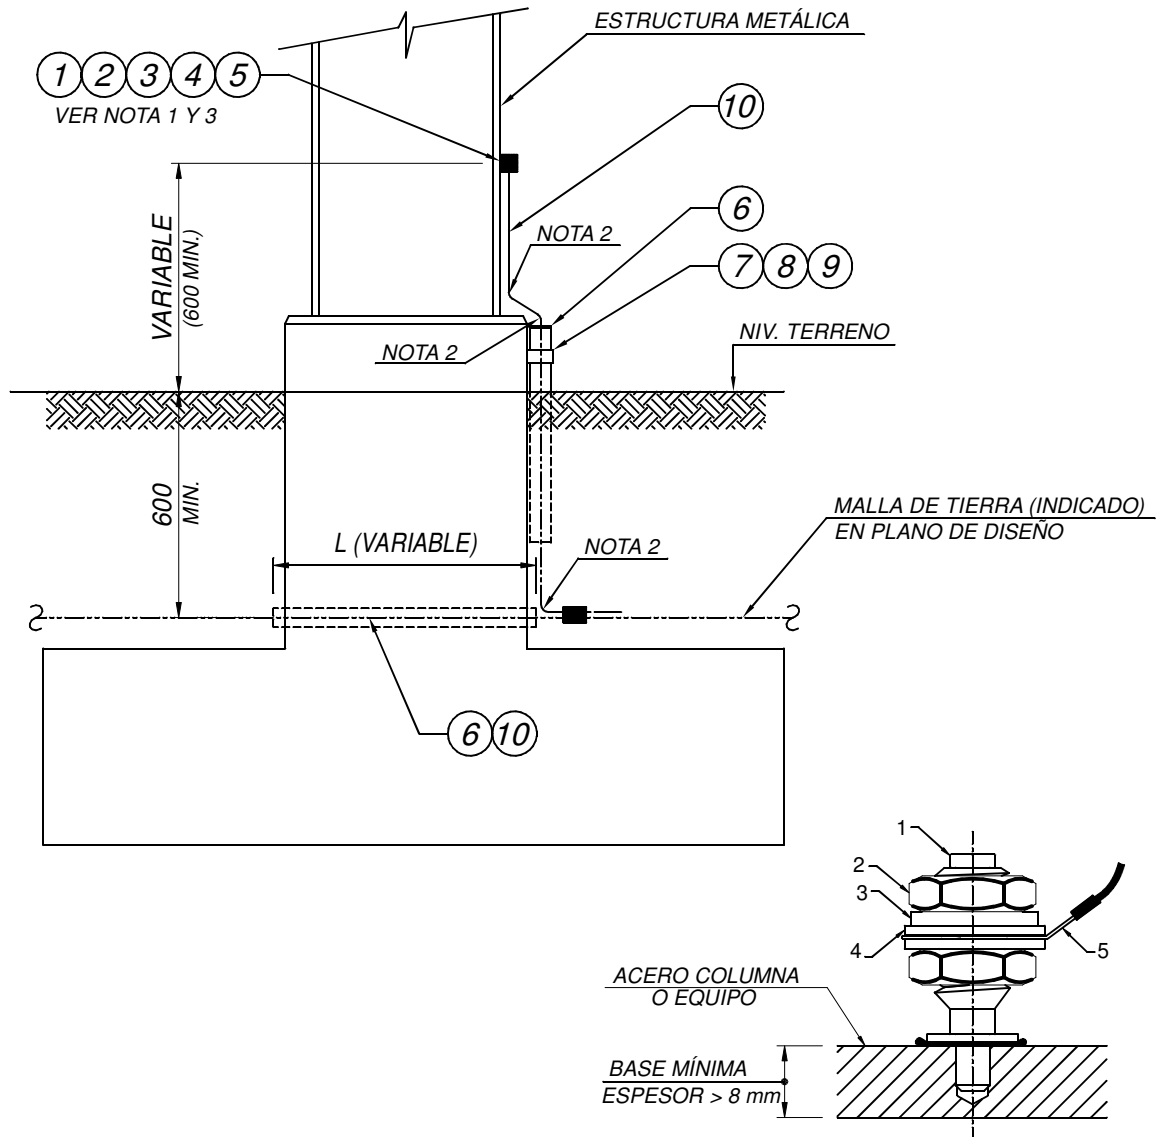 ESTRUCTURA METÁLICA
1 2 3 4 5
VER NOTA 1 Y 3
10
6
NOTA 2
7 8 9
VARIABLE
(600 MIN.)
NIV. TERRENO
NOTA 2
600
MIN.
MALLA DE TIERRA (INDICADO)
EN PLANO DE DISEÑO
L (VARIABLE)
NOTA 2
6 10
1
2
3
4
5
ACERO COLUMNA
O EQUIPO
BASE MÍNIMA
ESPESOR > 8 mm